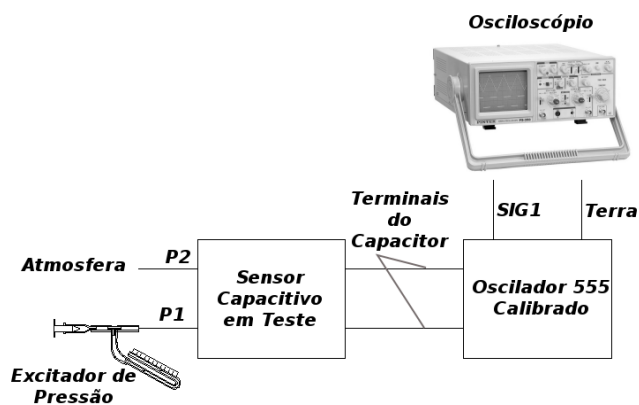 Osciloscópio
Terminais
do
Capacitor
SIG1
Terra
Atmosfera
P2
P1
Sensor
Capacitivo
em Teste
Oscilador 555
Calibrado
Excitador de
Pressão